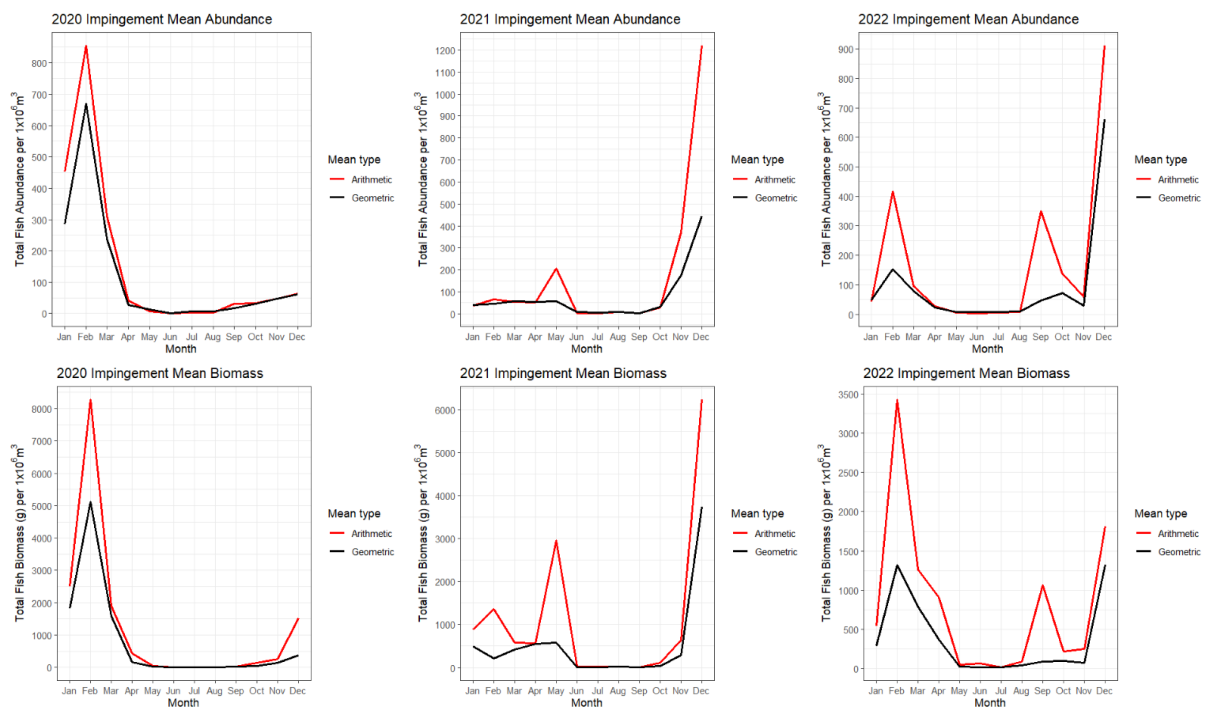 2020 Impingement Mean Abundance
Total Fish Abundance per 1x10⁶m³
800
700
600
500
400
300
200
100
0
Jan Feb Mar Apr May Jun Jul Aug Sep Oct Nov Dec
Month
Mean type
Arithmetic
Geometric
2021 Impingement Mean Abundance
Total Fish Abundance per 1x10⁶m³
1200
1100
1000
900
800
700
600
500
400
300
200
100
0
Jan Feb Mar Apr May Jun Jul Aug Sep Oct Nov Dec
Month
Mean type
Arithmetic
Geometric
2022 Impingement Mean Abundance
Total Fish Abundance per 1x10⁶m³
900
800
700
600
500
400
300
200
100
0
Jan Feb Mar Apr May Jun Jul Aug Sep Oct Nov Dec
Month
Mean type
Arithmetic
Geometric
2020 Impingement Mean Biomass
Total Fish Biomass (g) per 1x10⁶m³
8000
7000
6000
5000
4000
3000
2000
1000
0
Jan Feb Mar Apr May Jun Jul Aug Sep Oct Nov Dec
Month
Mean type
Arithmetic
Geometric
2021 Impingement Mean Biomass
Total Fish Biomass (g) per 1x10⁶m³
6000
5000
4000
3000
2000
1000
0
Jan Feb Mar Apr May Jun Jul Aug Sep Oct Nov Dec
Month
Mean type
Arithmetic
Geometric
2022 Impingement Mean Biomass
Total Fish Biomass (g) per 1x10⁶m³
3500
3000
2500
2000
1500
1000
500
0
Jan Feb Mar Apr May Jun Jul Aug Sep Oct Nov Dec
Month
Mean type
Arithmetic
Geometric